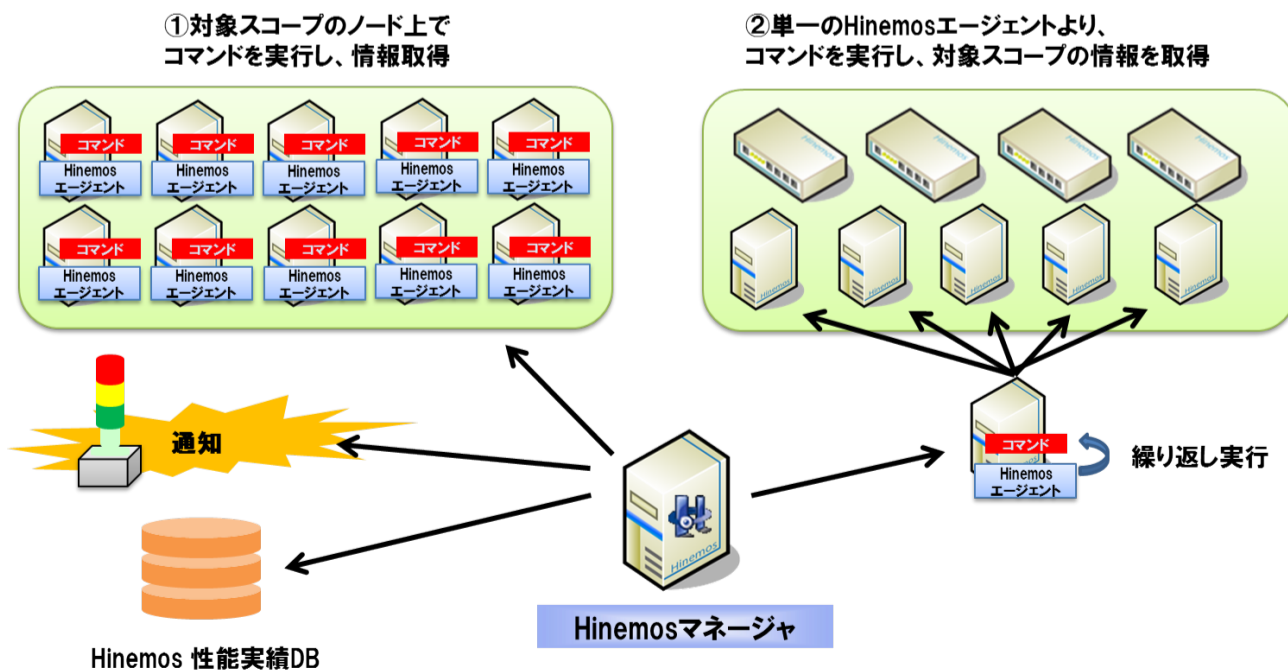 ①対象スコープのノード上で
コマンドを実行し、情報取得
②単一のHinemosエージェントより、
コマンドを実行し、対象スコープの情報を取得
コマンド
Hinemos
エージェント
コマンド
Hinemos
エージェント
コマンド
Hinemos
エージェント
コマンド
Hinemos
エージェント
コマンド
Hinemos
エージェント
コマンド
Hinemos
エージェント
コマンド
Hinemos
エージェント
コマンド
Hinemos
エージェント
コマンド
Hinemos
エージェント
コマンド
Hinemos
エージェント
Hinemos
Hinemos
Hinemos
Hinemos
Hinemos
Hinemos
Hinemos
Hinemos
Hinemos
通知
コマンド
Hinemos
エージェント
繰り返し実行
Hinemos
Hinemosマネージャ
Hinemos 性能実績DB